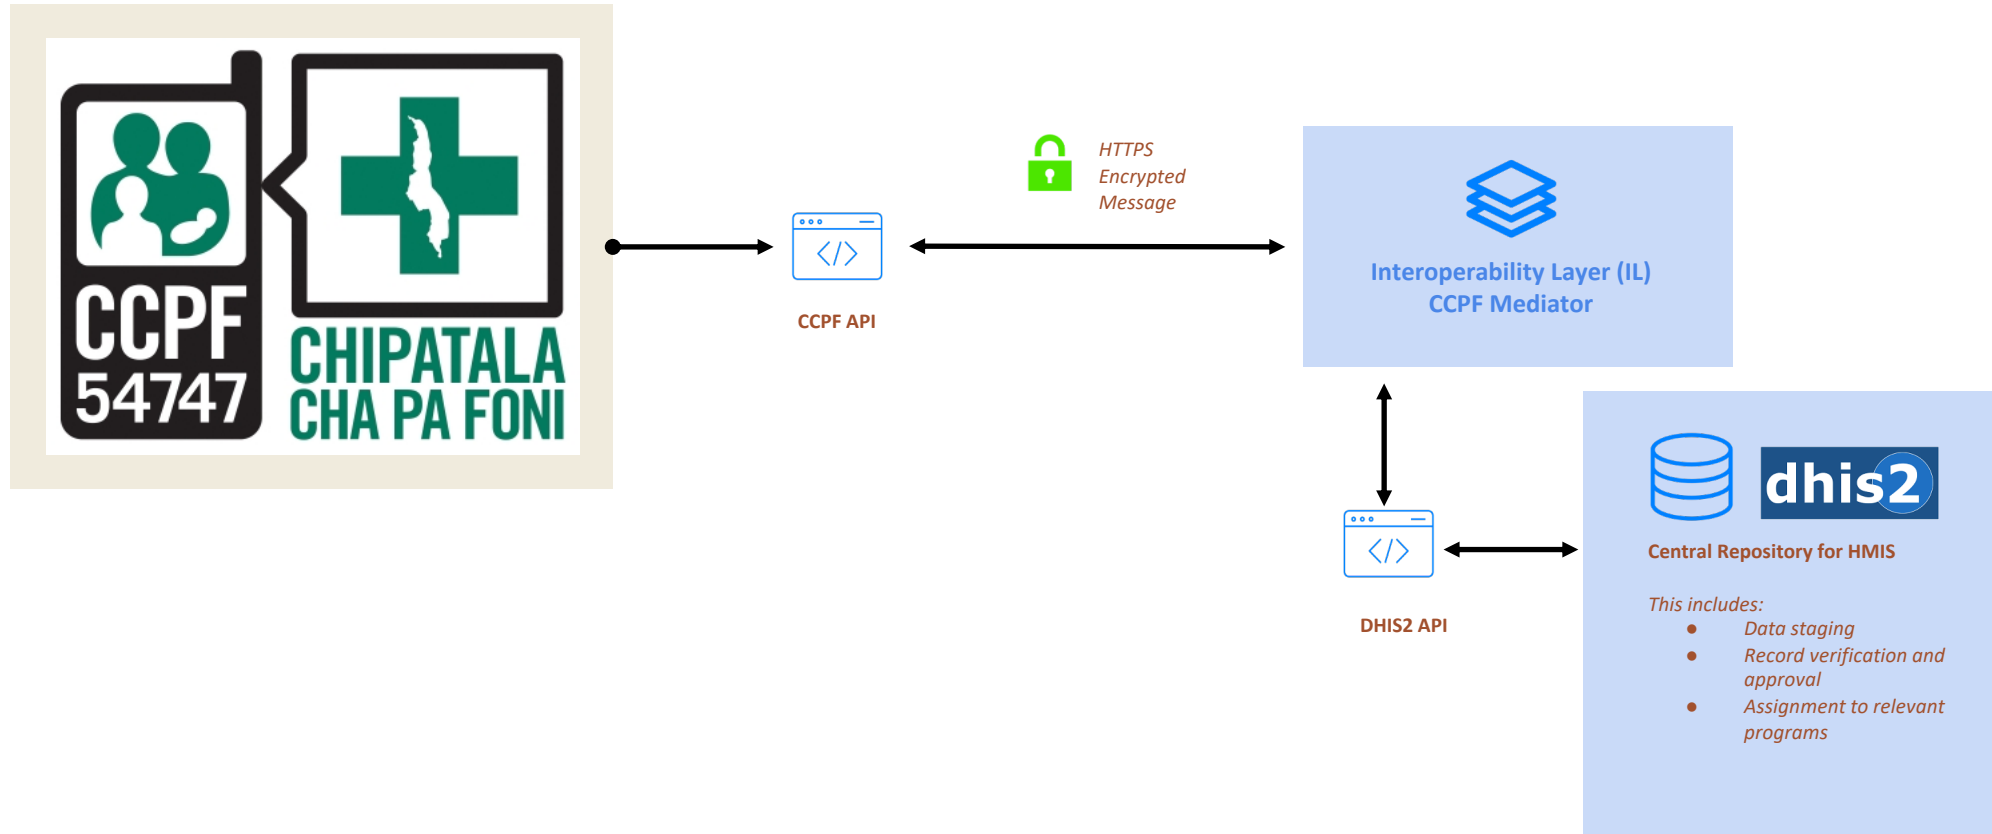 CCPF
54747
CHIPATALA
CHA PA FONI
CCPF API
HTTPS
Encrypted
Message
Interoperability Layer (IL)
CCPF Mediator
DHIS2 API
dhis2
Central Repository for HMIS
This includes:
● Data staging
● Record verification and
approval
● Assignment to relevant
programs